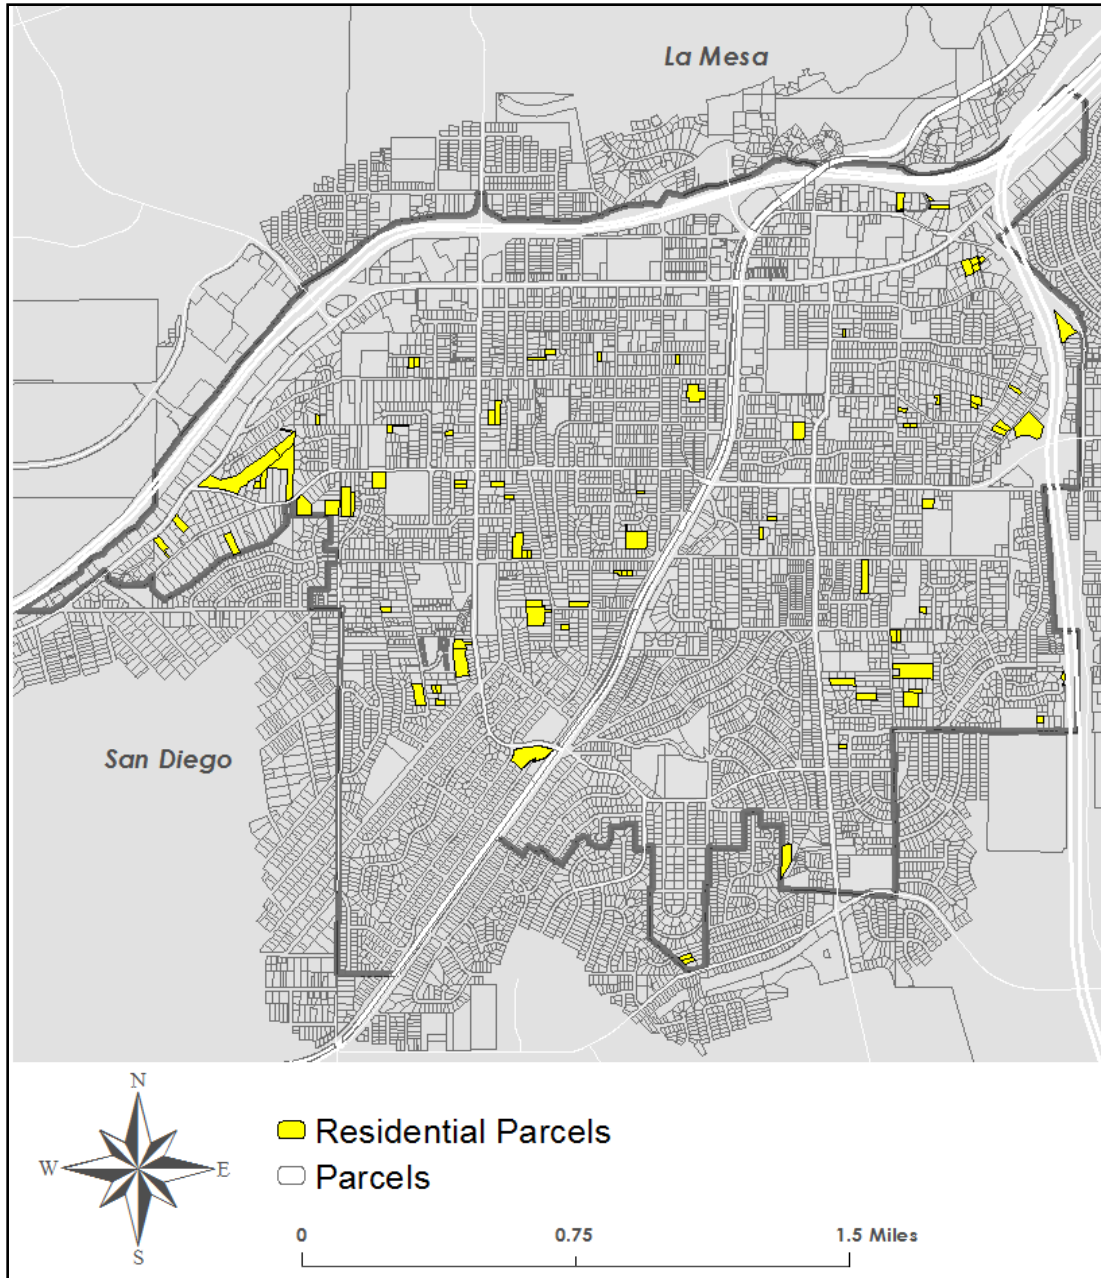 La Mesa
San Diego
N
W E
S
Residential Parcels
Parcels
0 0.75 1.5 Miles